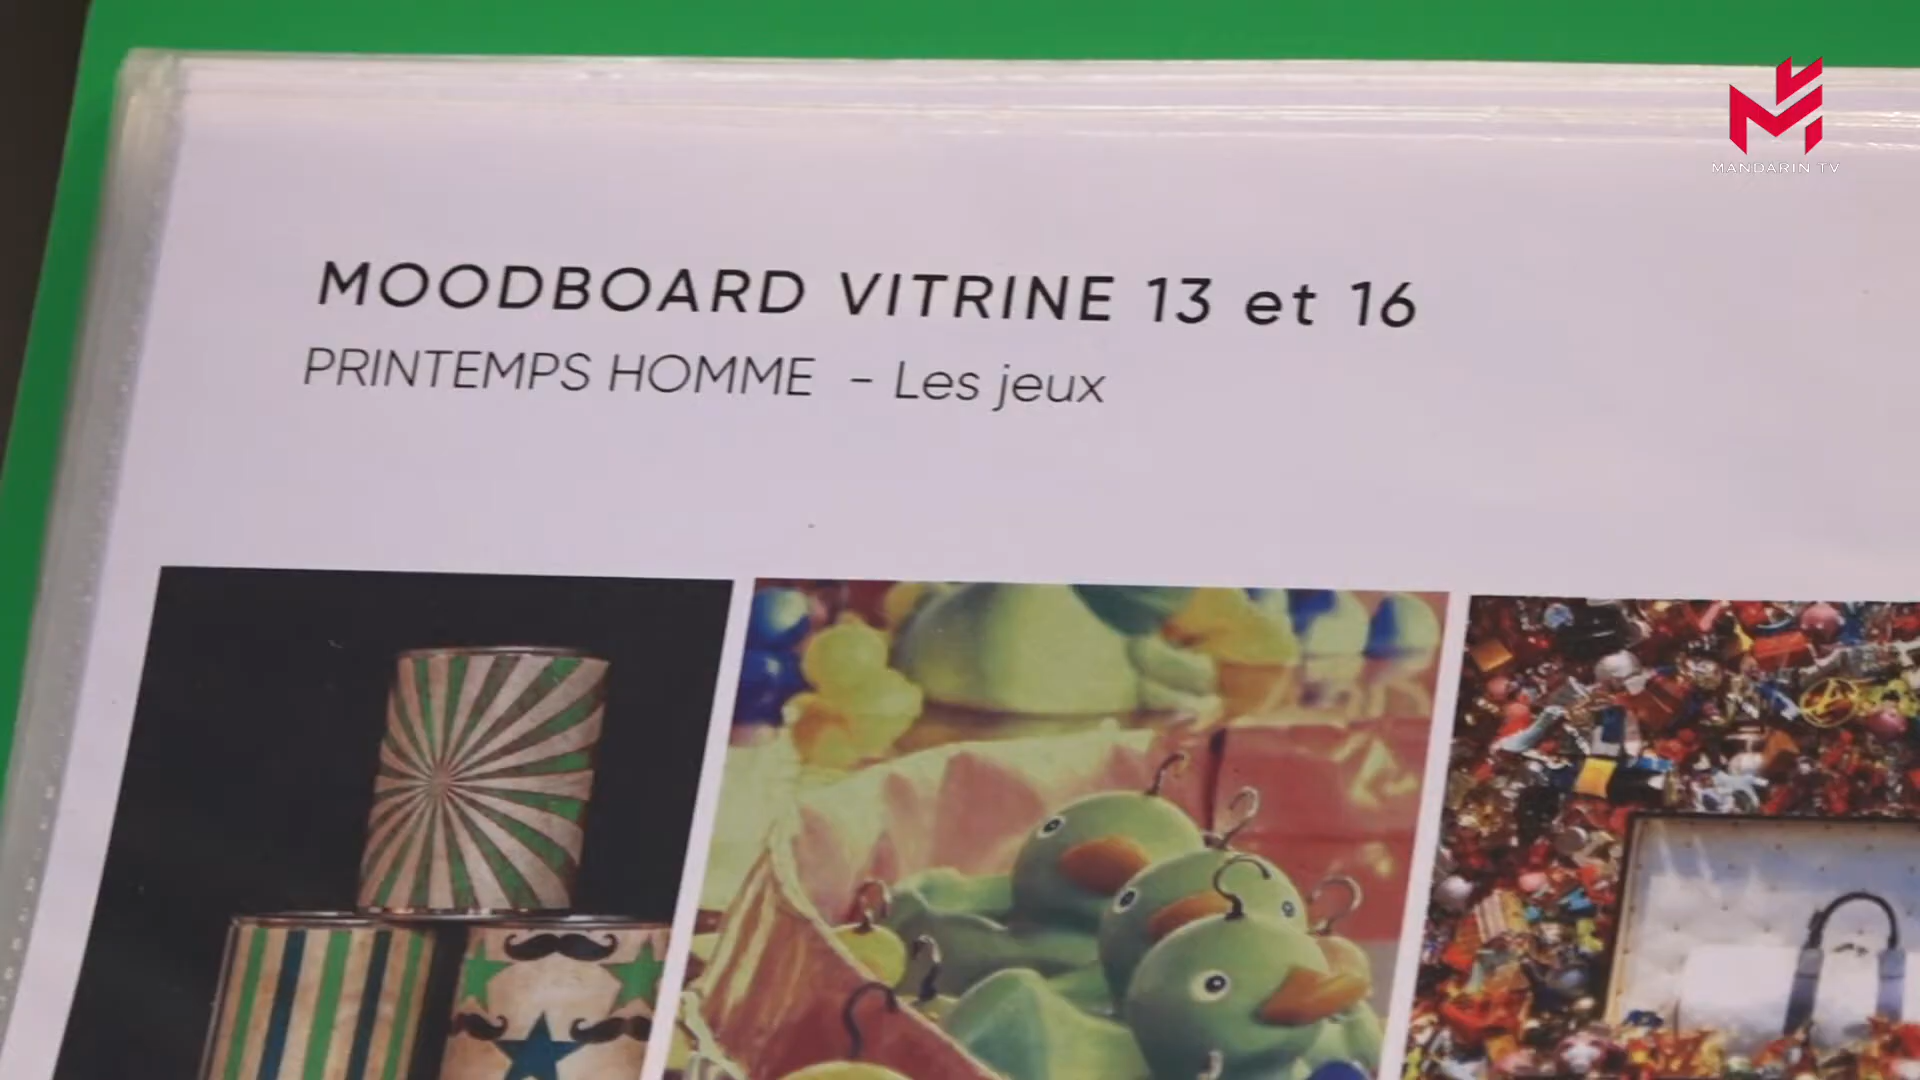 MANDARIN TV
MOODBOARD VITRINE 13 et 16
PRINTEMPS HOMME - Les jeux